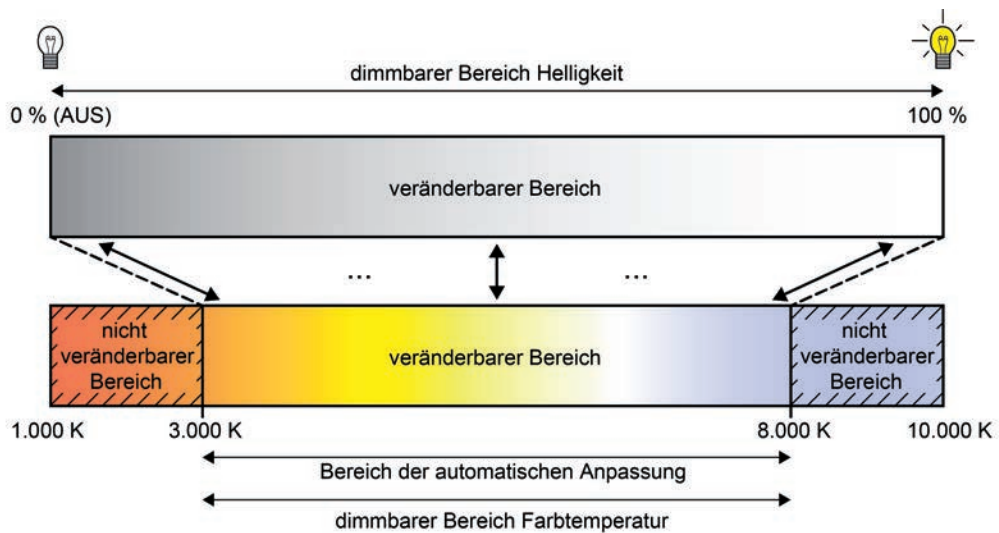 dimmbarer Bereich Helligkeit
0 % (AUS)
100 %
veränderbarer Bereich
...
...
nicht
veränderbarer
Bereich
veränderbarer Bereich
nicht
veränderbarer
Bereich
1.000 K
3.000 K
8.000 K
10.000 K
Bereich der automatischen Anpassung
dimmbarer Bereich Farbtemperatur